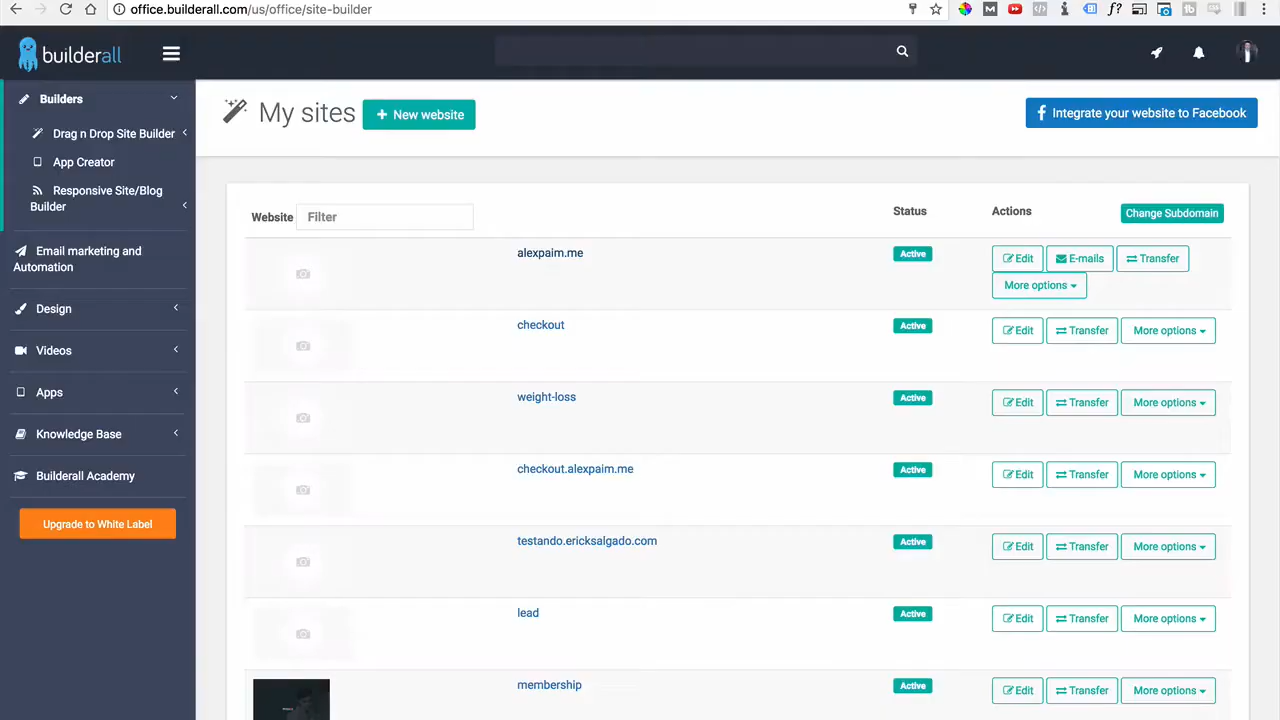 office.builderall.com/us/office/site-builder
builderall
Builders
Drag n Drop Site Builder
App Creator
Responsive Site/Blog
Builder
Email marketing and
Automation
Design
Videos
Apps
Knowledge Base
Builderall Academy
Upgrade to White Label
My sites
+ New website
Integrate your website to Facebook
Website Filter Status Actions Change Subdomain
alexpaim.me Active Edit E-mails Transfer
More options
checkout Active Edit Transfer More options
weight-loss Active Edit Transfer More options
checkout.alexpaim.me Active Edit Transfer More options
testando.ericksalgado.com Active Edit Transfer More options
lead Active Edit Transfer More options
membership Active Edit Transfer More options